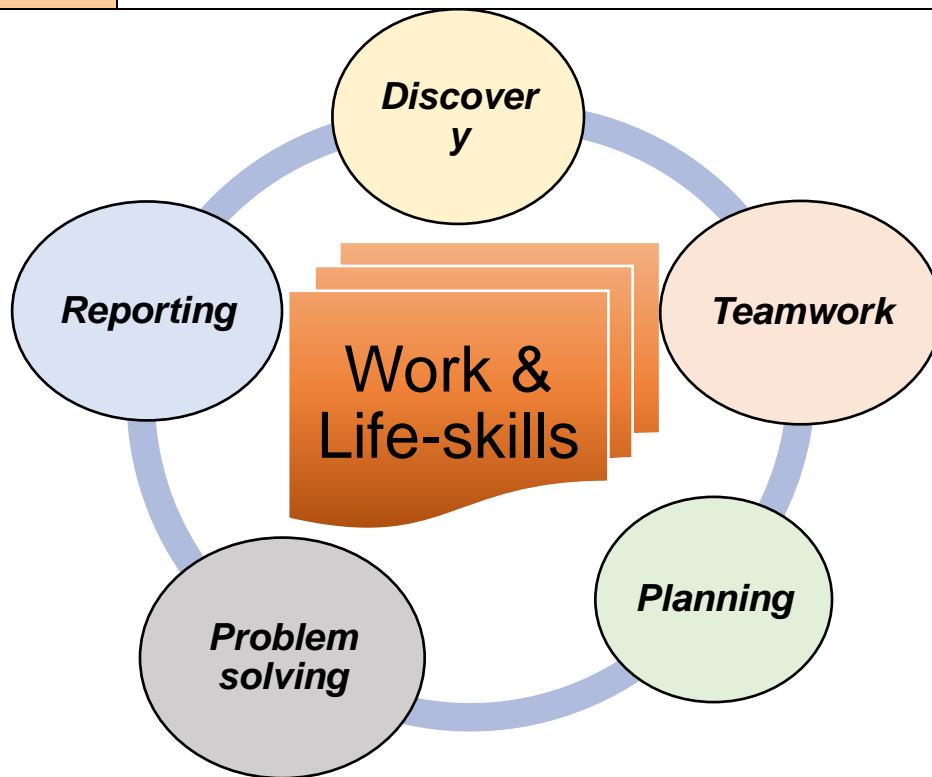 Discover
y
Teamwork
Planning
Problem
solving
Reporting
Work &
Life-skills